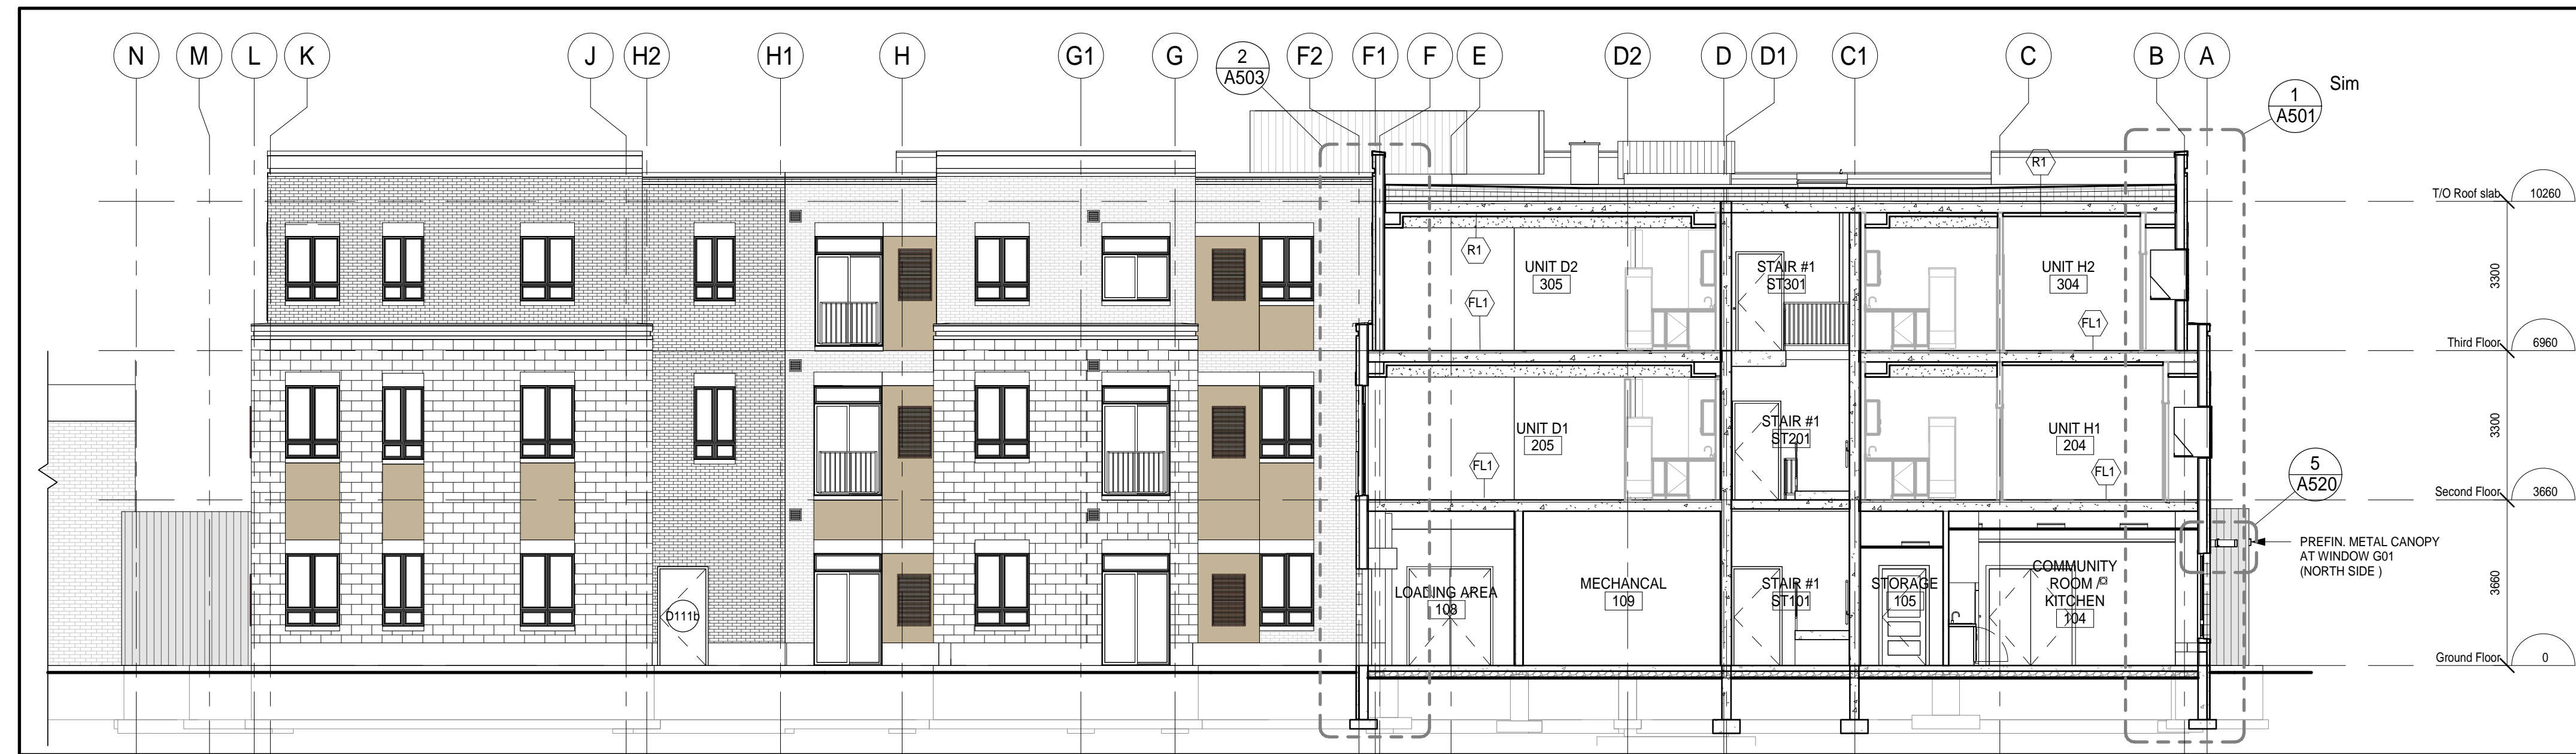 N
M
L
K
J
H2
H1
H
G1
G
2
A503
F2
F1
F
E
D2
D
D1
C1
C
B
A
1
A501
Sim
R1
T/O Roof slab
10260
R1
UNIT D2
305
STAIR #1
ST301
UNIT H2
304
3300
FL1
FL1
Third Floor
6960
UNIT D1
205
STAIR #1
ST201
UNIT H1
204
3300
FL1
FL1
5
A520
Second Floor
3660
PREFIN. METAL CANOPY
AT WINDOW G01
(NORTH SIDE )
D111b
LOADING AREA
108
MECHANCAL
109
STAIR #1
ST101
STORAGE
105
COMMUNITY
ROOM /
KITCHEN
104
3660
Ground Floor
0